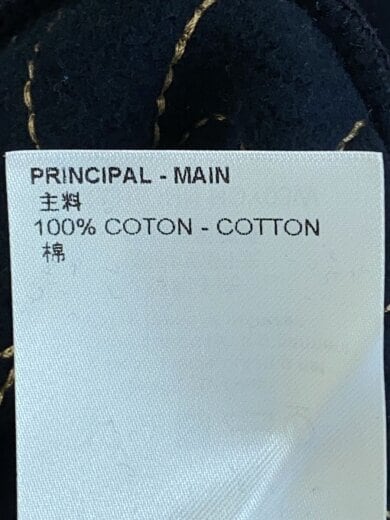 PRINCIPAL - MAIN
主料
100% COTON - COTTON
棉